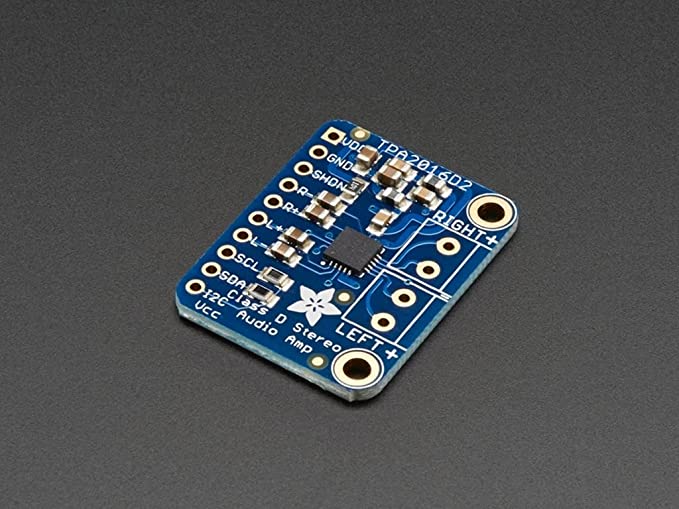 TPA2016D2
VDD
GND
SHDN
R-
R+
L+
L-
SCL
SDA
I2C
Vcc
RIGHT+
LEFT+
Class D Stereo
Audio Amp